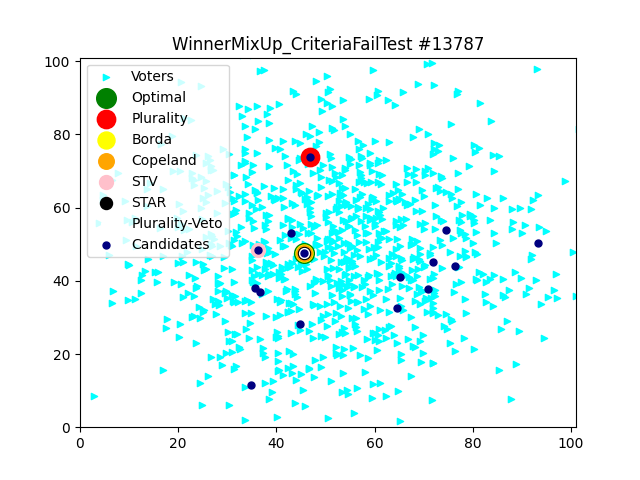 WinnerMixUp_CriteriaFailTest #13787
100
80
60
40
20
0
0 20 40 60 80 100
Voters
Optimal
Plurality
Borda
Copeland
STV
STAR
Plurality-Veto
Candidates